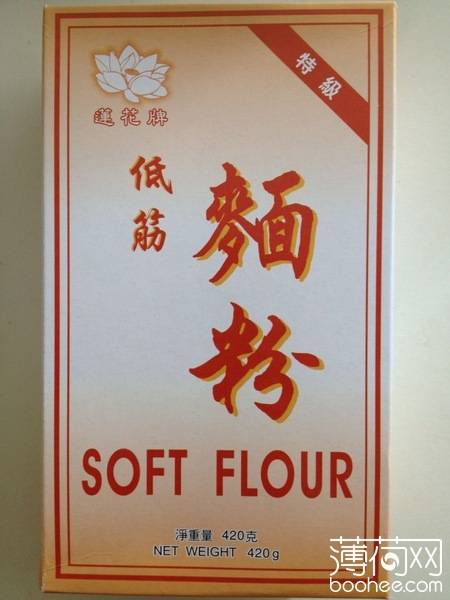 特級
蓮花牌
低筋
麵粉
SOFT FLOUR
淨重量 420克
NET WEIGHT 420g
薄荷网
boohee.com